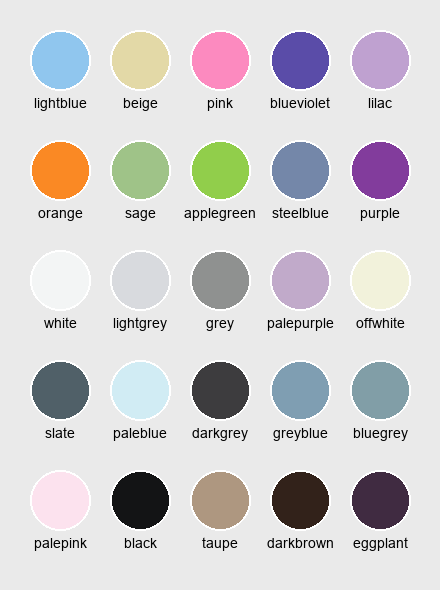 lightblue beige pink blueviolet lilac
orange sage applegreen steelblue purple
white lightgrey grey palepurple offwhite
slate paleblue darkgrey greyblue bluegrey
palepink black taupe darkbrown eggplant